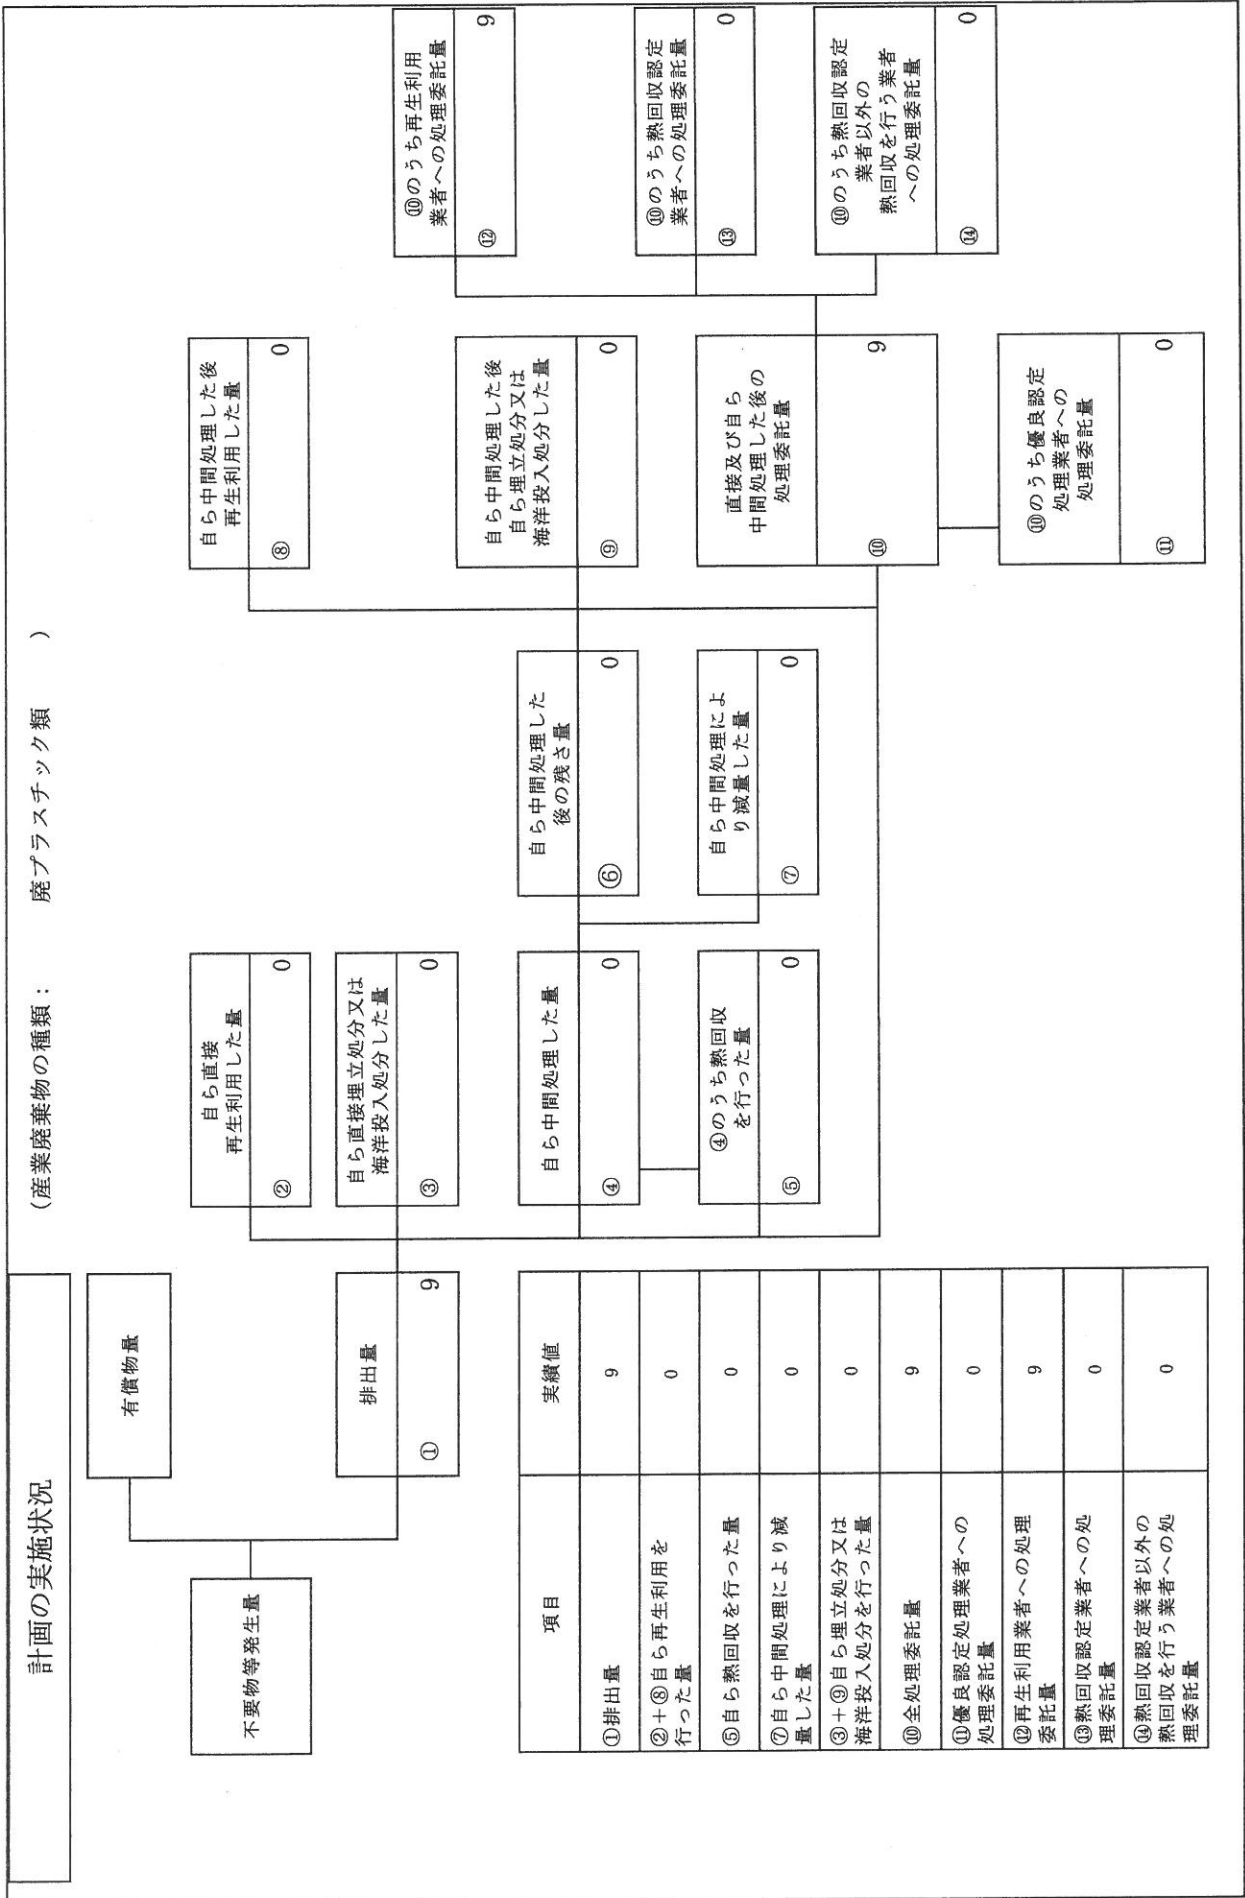 計画の実施状況
(産業廃棄物の種類： 廃プラスチック類 )
不要物等発生量
有償物量
排出量
① 9
自ら直接
再生利用した量
② 0
自ら直接埋立処分又は
海洋投入処分した量
③ 0
自ら中間処理した量
④ 0
④のうち熱回収
を行った量
⑤ 0
自ら中間処理した
後の残さ量
⑥ 0
自ら中間処理によ
り減量した量
⑦ 0
自ら中間処理した後
再生利用した量
⑧ 0
自ら中間処理した後
自ら埋立処分又は
海洋投入処分した量
⑨ 0
直接及び自ら
中間処理した後の
処理委託量
⑩ 9
⑩のうち優良認定
処理業者への
処理委託量
⑪ 0
⑩のうち再生利用
業者への処理委託量
⑫ 9
⑩のうち熱回収認定
業者への処理委託量
⑬ 0
⑩のうち熱回収認定
業者以外の
熱回収を行う業者
への処理委託量
⑭ 0
項目 実績値
①排出量 9
②+⑧自ら再生利用を
行った量 0
⑤自ら熱回収を行った量 0
⑦自ら中間処理により減
量した量 0
③+⑨自ら埋立処分又は
海洋投入処分を行った量 0
⑩全処理委託量 9
⑪優良認定処理業者への
処理委託量 0
⑫再生利用業者への処理
委託量 9
⑬熱回収認定業者への処
理委託量 0
⑭熱回収認定業者以外の
熱回収を行う業者への処
理委託量 0